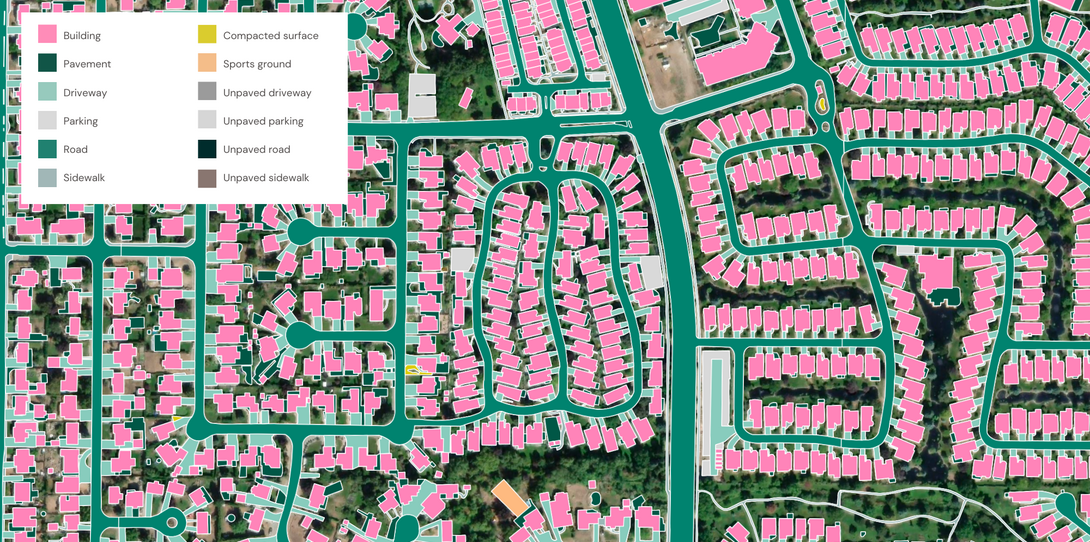 Building
Pavement
Driveway
Parking
Road
Sidewalk
Compacted surface
Sports ground
Unpaved driveway
Unpaved parking
Unpaved road
Unpaved sidewalk